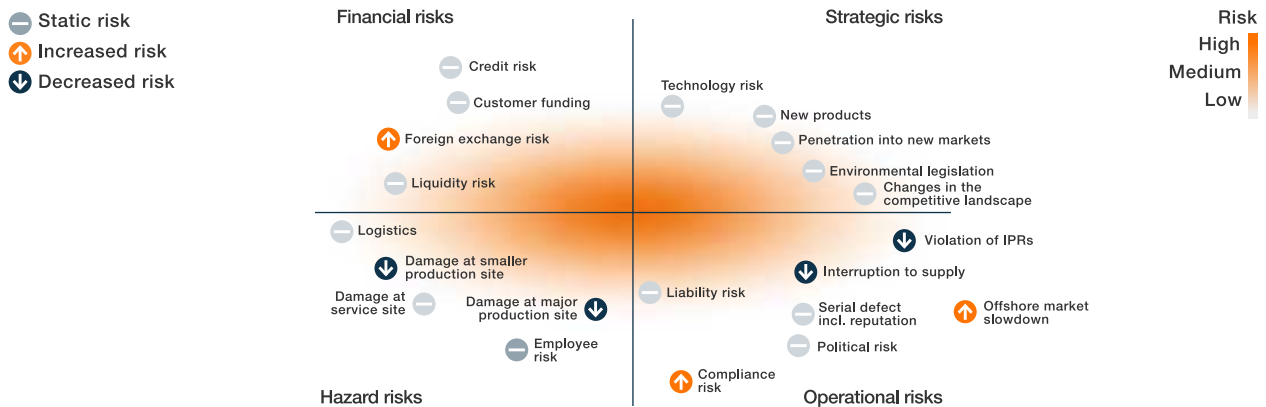 Static risk
Increased risk
Decreased risk
Financial risks
Strategic risks
Risk
High
Medium
Low
Credit risk
Customer funding
Foreign exchange risk
Liquidity risk
Technology risk
New products
Penetration into new markets
Environmental legislation
Changes in the
competitive landscape
Logistics
Damage at smaller
production site
Damage at
service site
Damage at major
production site
Employee
risk
Hazard risks
Violation of IPRs
Interruption to supply
Liability risk
Serial defect
incl. reputation
Offshore market
slowdown
Political risk
Compliance
risk
Operational risks